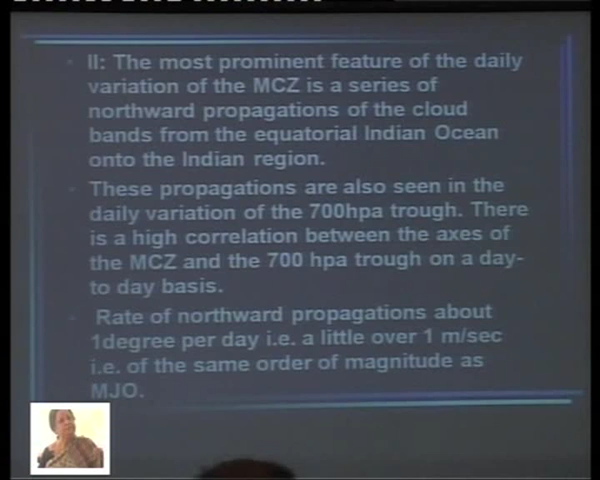 II: The most prominent feature of the daily
variation of the MCZ is a series of
northward propagations of the cloud
bands from the equatorial Indian Ocean
onto the Indian region.
These propagations are also seen in the
daily variation of the 700hpa trough. There
is a high correlation between the axes of
the MCZ and the 700 hpa trough on a day-
to day basis.
Rate of northward propagations about
1degree per day i.e. a little over 1 m/sec
i.e. of the same order of magnitude as
MJO.